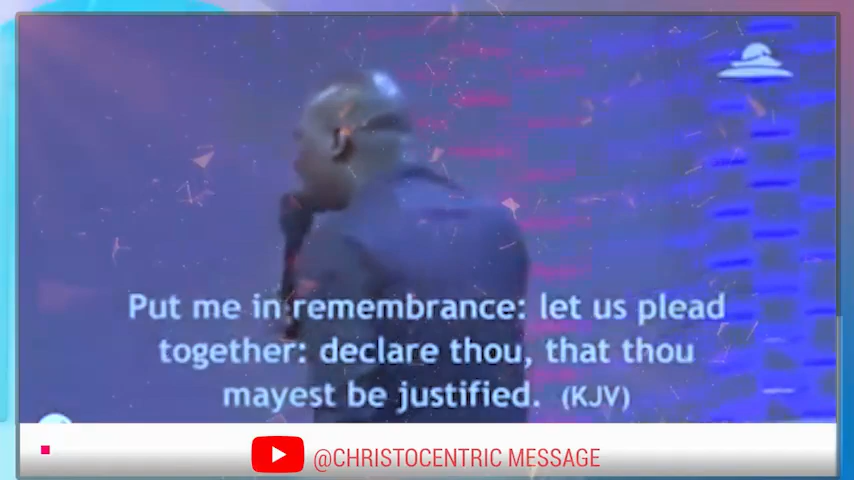 Put me in remembrance: let us plead
together: declare thou, that thou
mayest be justified. (KJV)
@CHRISTOCENTRIC MESSAGE